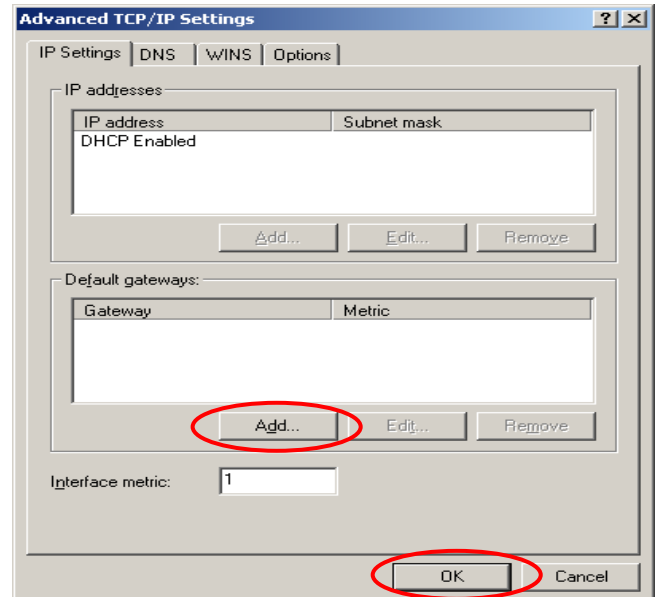 Advanced TCP/IP Settings ? X
IP Settings DNS WINS Options
IP addresses
IP address Subnet mask
DHCP Enabled
Add... Edit... Remove
Default gateways:
Gateway Metric
Add... Edit... Remove
Interface metric: 1
OK Cancel